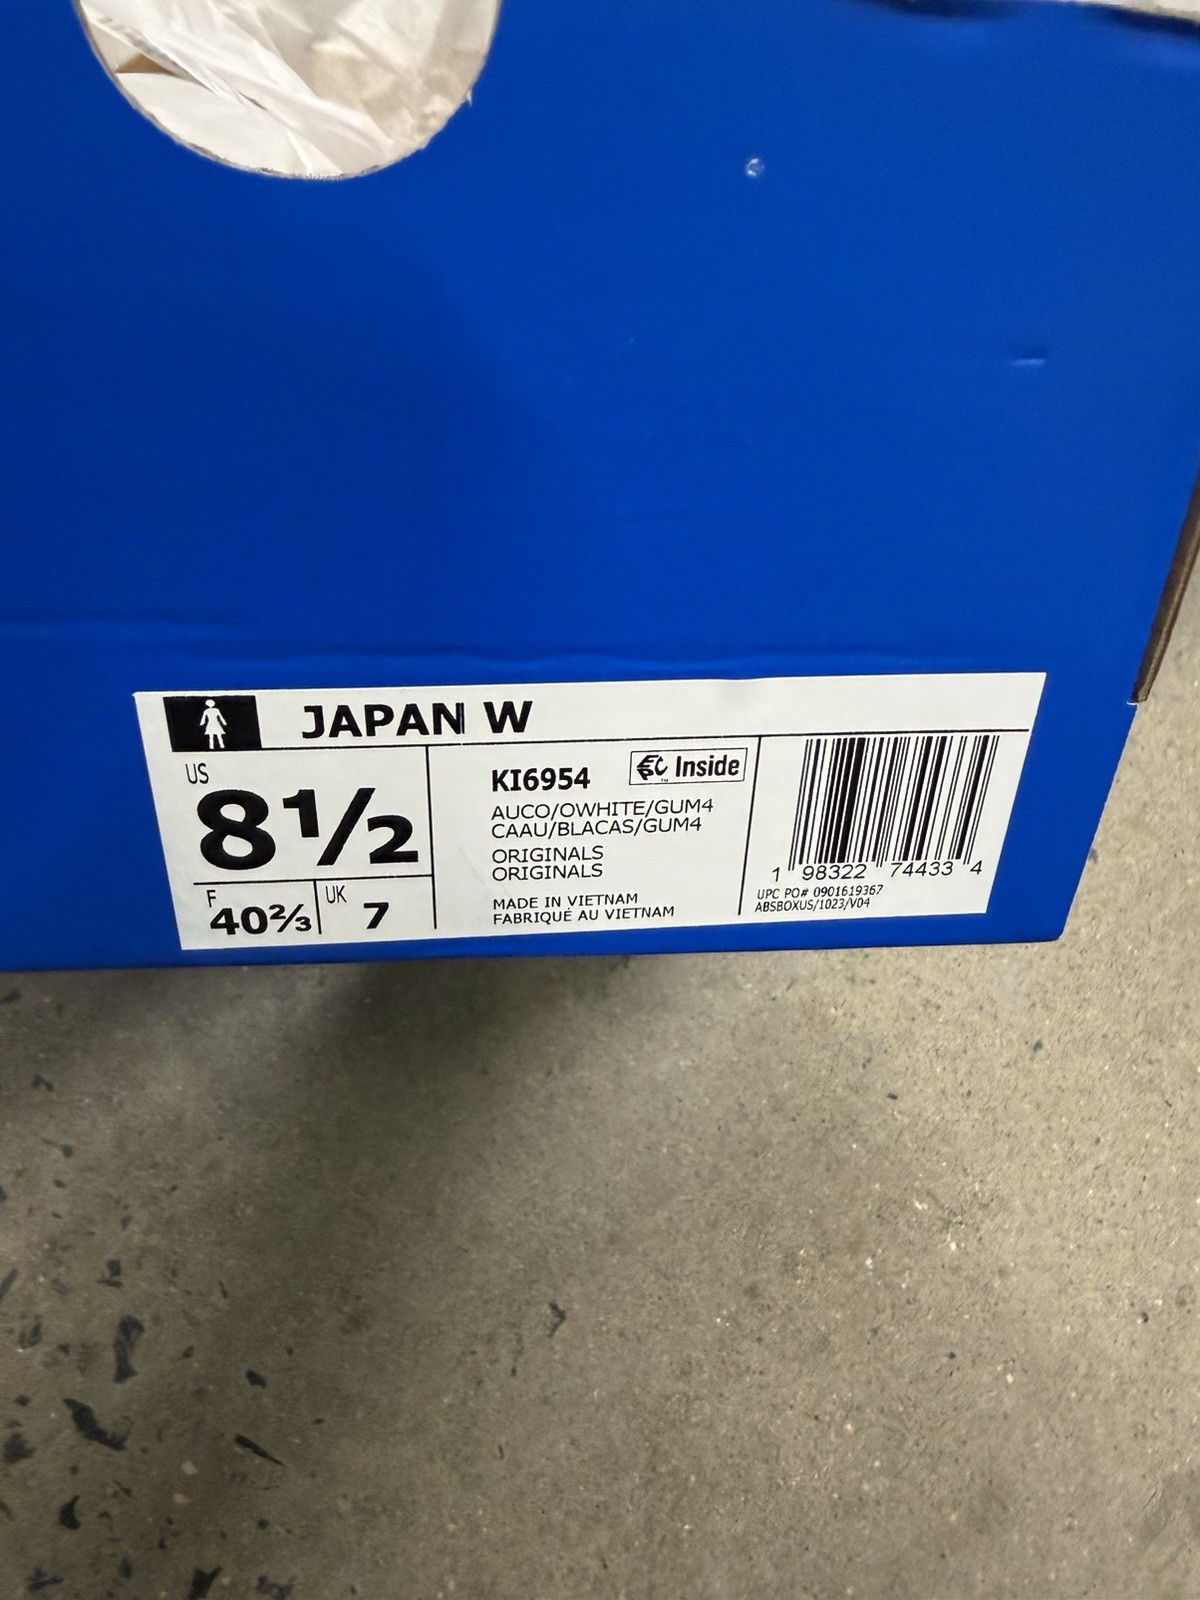 JAPAN W
US
8½
F
40⅔
UK
7
KI6954
Inside
AUCO/OWHITE/GUM4
CAAU/BLACAS/GUM4
ORIGINALS
ORIGINALS
MADE IN VIETNAM
FABRIQUÉ AU VIETNAM
1 98322 74433 4
UPC PO# 0901619367
ABSBOXUS/1023/V04